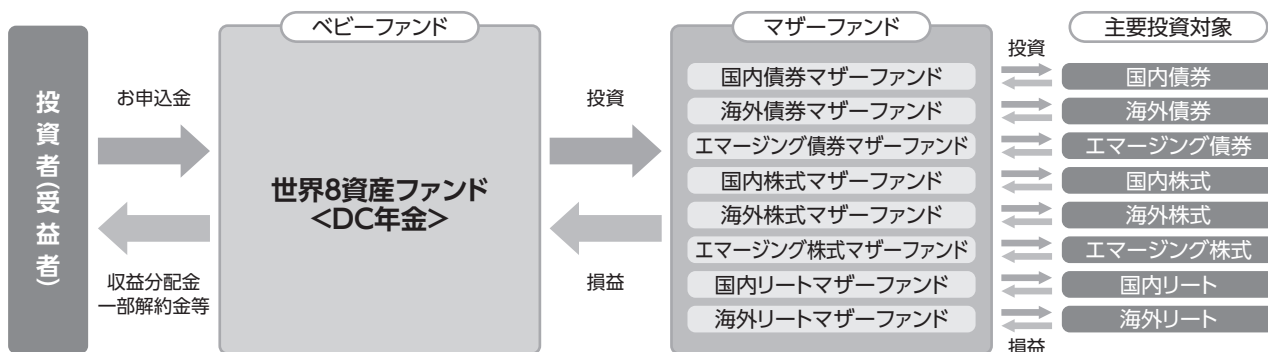 投資者(受益者)
お申込金
収益分配金
一部解約金等
ベビーファンド
世界8資産ファンド
<DC年金>
投資
損益
マザーファンド
国内債券マザーファンド
海外債券マザーファンド
エマージング債券マザーファンド
国内株式マザーファンド
海外株式マザーファンド
エマージング株式マザーファンド
国内リートマザーファンド
海外リートマザーファンド
投資
損益
主要投資対象
国内債券
海外債券
エマージング債券
国内株式
海外株式
エマージング株式
国内リート
海外リート